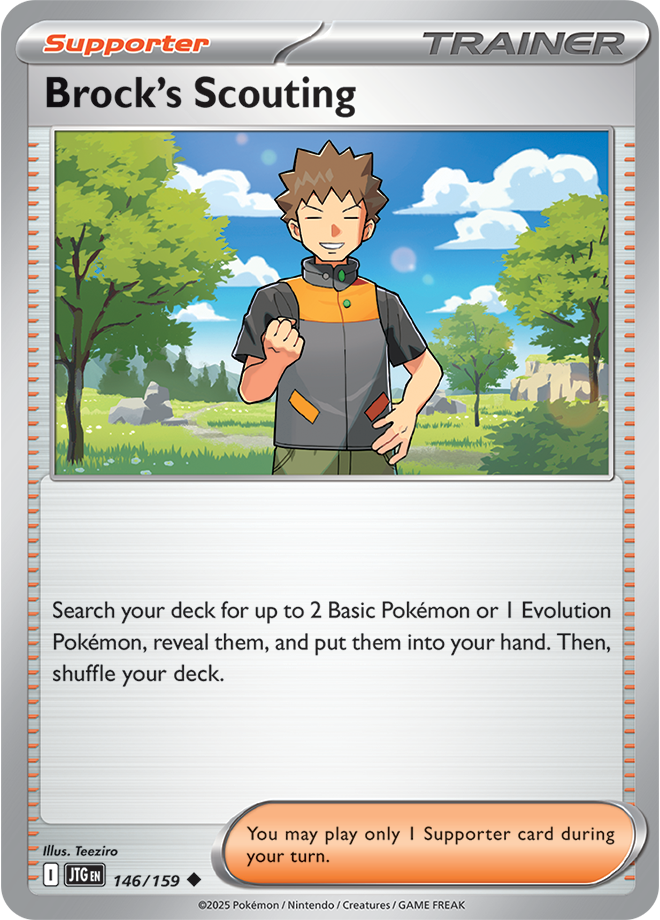 Supporter
TRAINER
Brock's Scouting
Search your deck for up to 2 Basic Pokémon or 1 Evolution
Pokémon, reveal them, and put them into your hand. Then,
shuffle your deck.
You may play only 1 Supporter card during
your turn.
Illus. Teeziro
I JTG EN 146/159
©2025 Pokémon / Nintendo / Creatures / GAME FREAK